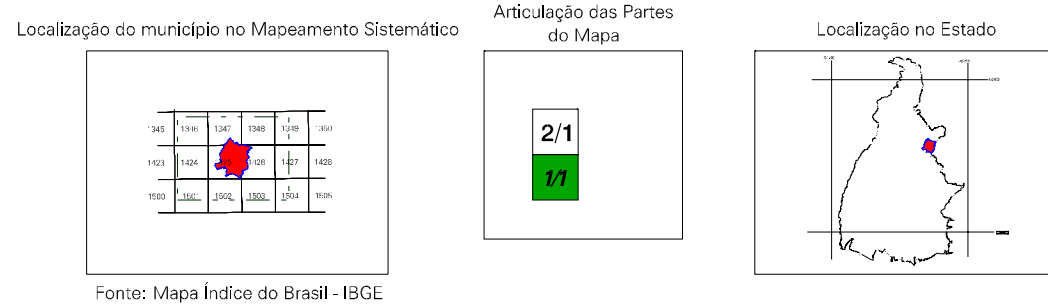 Localização do município no Mapeamento Sistemático
1345 1346 1347 1348 1349 1350
1423 1424 1426 1427 1428
1500 1501 1502 1503 1504 1505
Fonte: Mapa Índice do Brasil - IBGE
Articulação das Partes
do Mapa
2/1
1/1
Localização no Estado